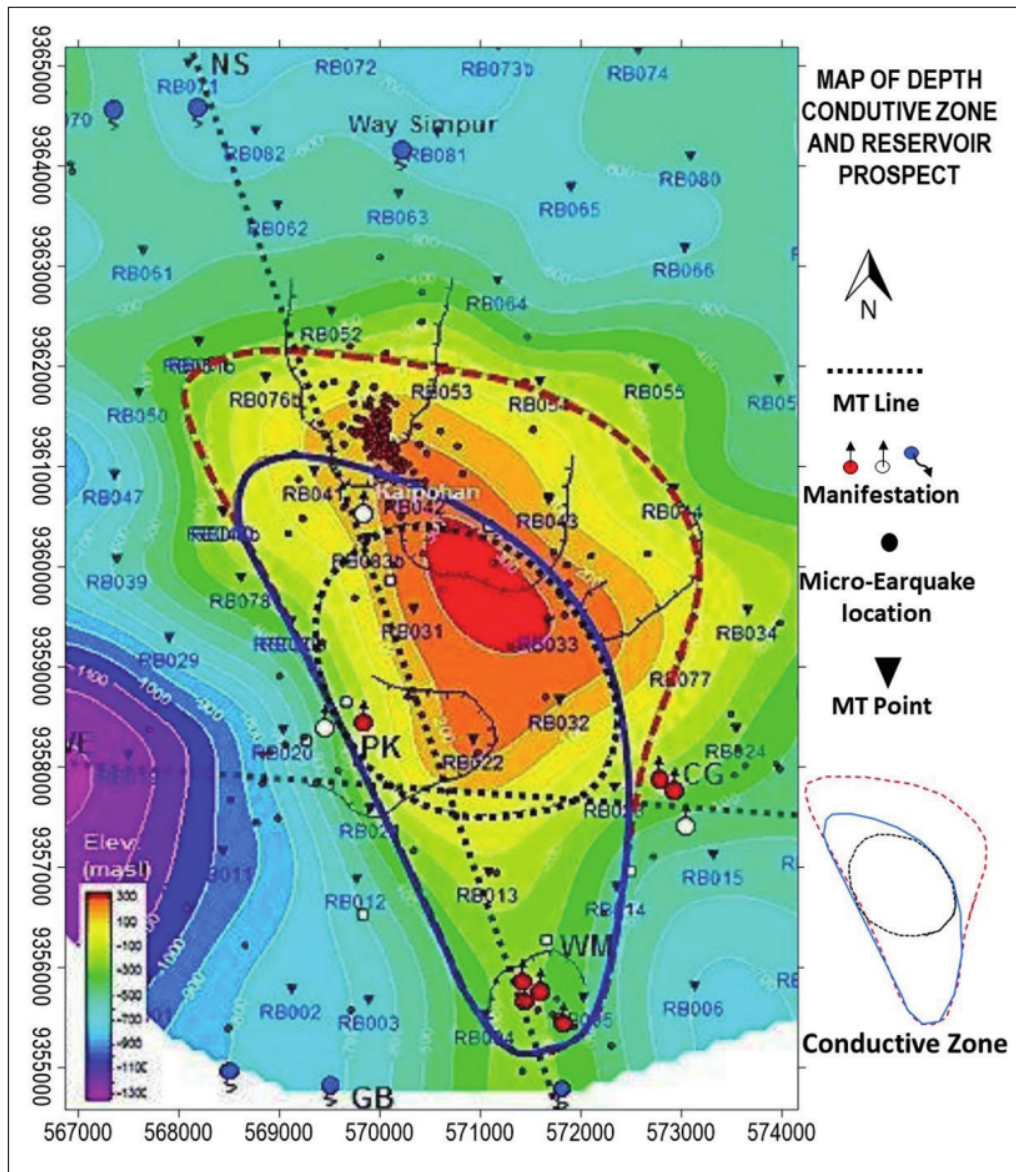 MAP OF DEPTH
CONDUTIVE ZONE
AND RESERVOIR
PROSPECT
N
MT Line
Manifestation
Micro-Earquake
location
MT Point
Conductive Zone
9365000
9364000
9363000
9362000
9361000
9360000
9359000
9358000
9357000
9356000
9355000
NS
RB071
RB072
RB073b
RB074
Way Simpur
RB082
RB081
RB080
RB062
RB063
RB065
RB061
RB066
RB064
RB052
RB050
RB076b
RB053
RB055
RB047
RB041
Kaipohan
RB042
RB043
RB039
RB083b
RB078
RB031
RB033
RB034
RB029
RB077
RB032
RB020
PK
RB022
RB024
CG
RB013
RB015
RB012
WM
RB002
RB003
RB006
GB
Elev.
(masl)
300
100
-100
-300
-500
-700
-900
-1100
-1300
567000 568000 569000 570000 571000 572000 573000 574000